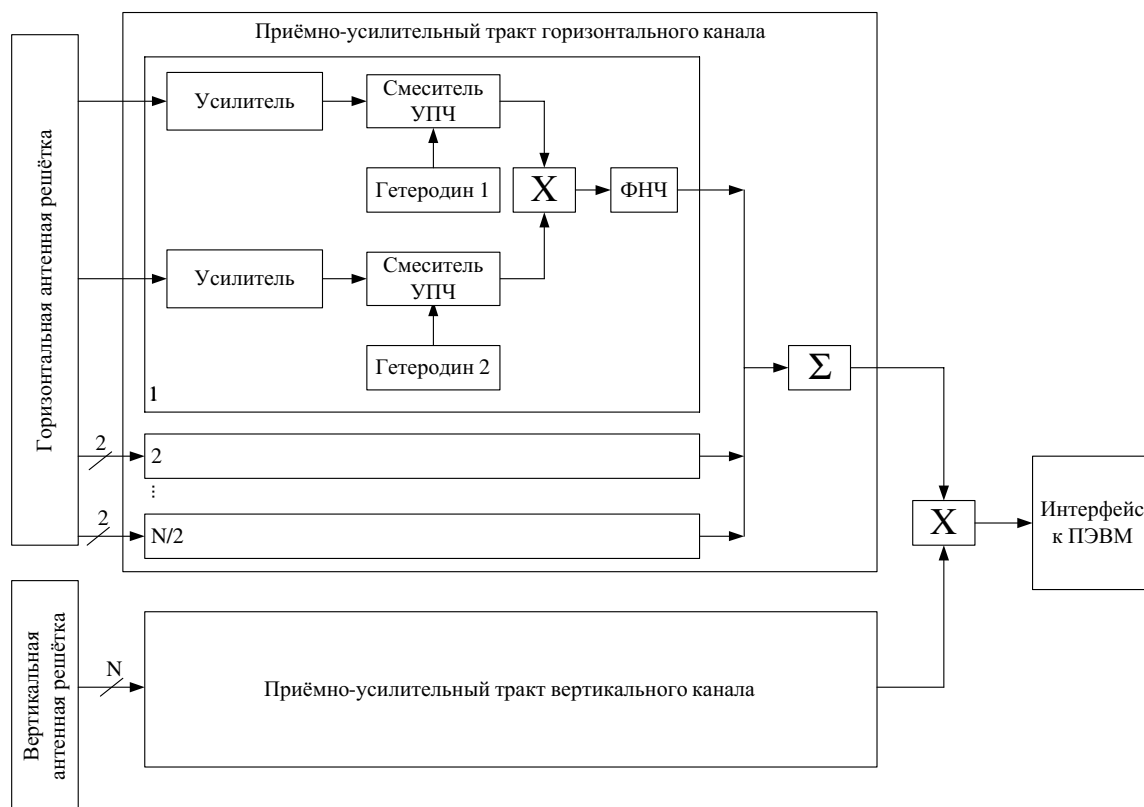 Приёмно-усилительный тракт горизонтального канала
Горизонтальная антенная решётка
Усилитель
Смеситель
УПЧ
Гетеродин 1
X
ФНЧ
Усилитель
Смеситель
УПЧ
Гетеродин 2
1
Σ
2
2
...
2
N/2
X
Интерфейс
к ПЭВМ
Вертикальная
антенная решётка
N
Приёмно-усилительный тракт вертикального канала